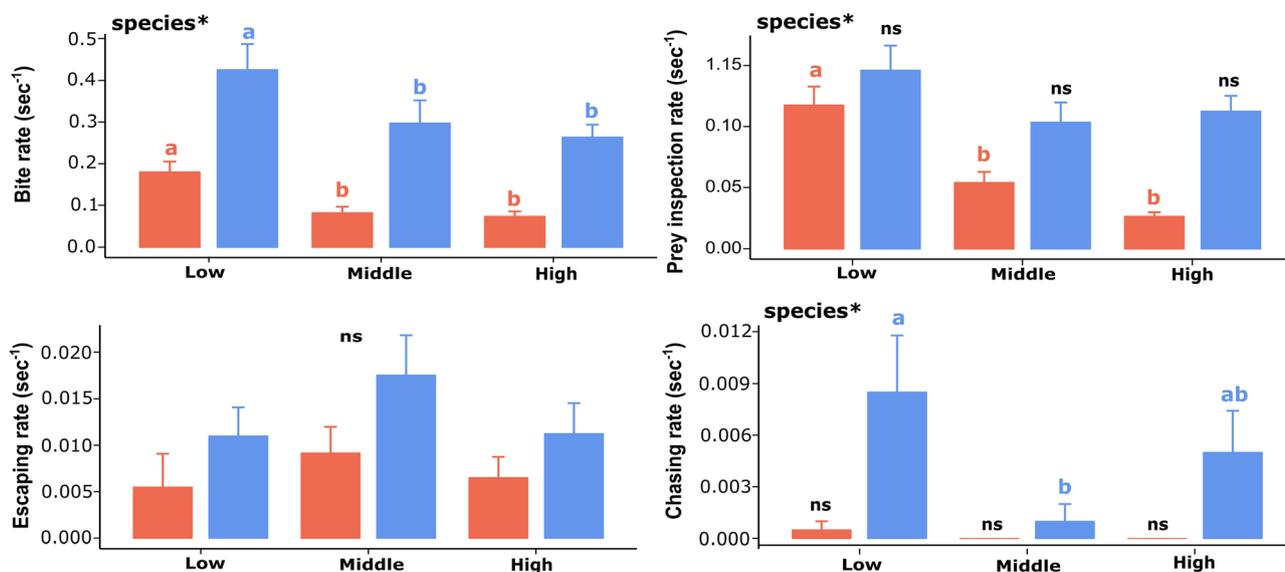 species*
a
0.5
a
0.4
b
b
0.3
0.2
b
b
0.1
0.0
Bite rate (sec-1)
Low
Middle
High
species*
ns
a
1.15
ns
ns
0.10
b
b
0.05
0.00
Prey inspection rate (sec-1)
Low
Middle
High
ns
0.020
0.015
0.010
0.005
0.000
Escaping rate (sec-1)
Low
Middle
High
species*
a
0.012
0.009
ab
0.006
b
0.003
ns
ns
ns
0.000
Chasing rate (sec-1)
Low
Middle
High